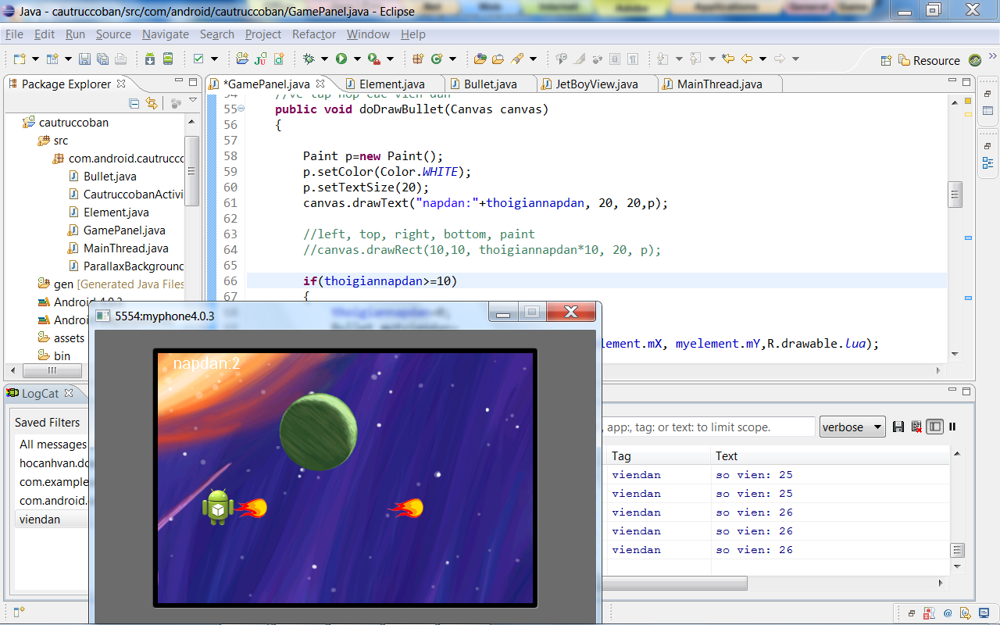 Java - cautruccoban/src/com/android/cautruccoban/GamePanel.java - Eclipse
File Edit Run Source Navigate Search Project Refactor Window Help
Resource
Package Explorer
*GamePanel.java Element.java Bullet.java JetBoyView.java MainThread.java
cautruccoban
src
com.android.cautrucco
Bullet.java
CautruccobanActivi
Element.java
GamePanel.java
MainThread.java
ParallaxBackground
gen [Generated Java Files
Android 4.0.3
Androi
assets
bin
54 //ve tap hop cac vien dan
55 public void doDrawBullet(Canvas canvas)
56 {
57
58 Paint p=new Paint();
59 p.setColor(Color.WHITE);
60 p.setTextSize(20);
61 canvas.drawText("napdan:"+thoigiannapdan, 20, 20,p);
62
63 //left, top, right, bottom, paint
64 //canvas.drawRect(10,10, thoigiannapdan*10, 20, p);
65
66 if(thoigiannapdan>=10)
67 {
lement.mX, myelement.mY,R.drawable.lua);
5554:myphone4.0.3
napdan:2
LogCat
Saved Filters
All messages
hocanhvan.do
com.example
com.android.
viendan
, app:, tag: or text: to limit scope.
verbose
Tag Text
viendan so vien: 25
viendan so vien: 25
viendan so vien: 26
viendan so vien: 26
viendan so vien: 26